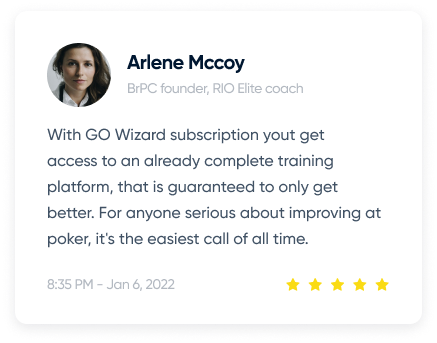 Arlene Mccoy
BrPC founder, RIO Elite coach
With GO Wizard subscription yout get
access to an already complete training
platform, that is guaranteed to only get
better. For anyone serious about improving at
poker, it's the easiest call of all time.
8:35 PM - Jan 6, 2022